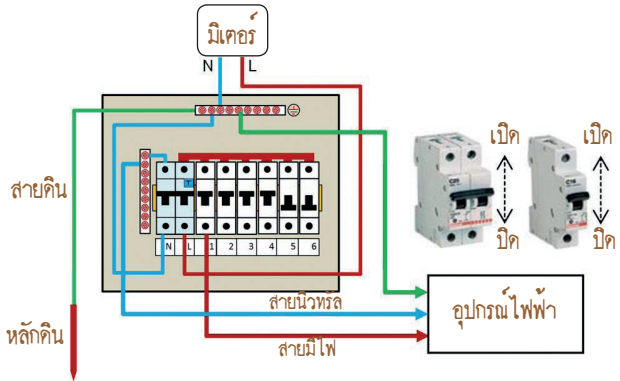 มิเตอร์
N L
สายดิน
N L 1 2 3 4 5 6
หลักดิน
สายนิวทรัล
สายมีไฟ
อุปกรณ์ไฟฟ้า
เปิด
ปิด
C25
เปิด
ปิด
C16